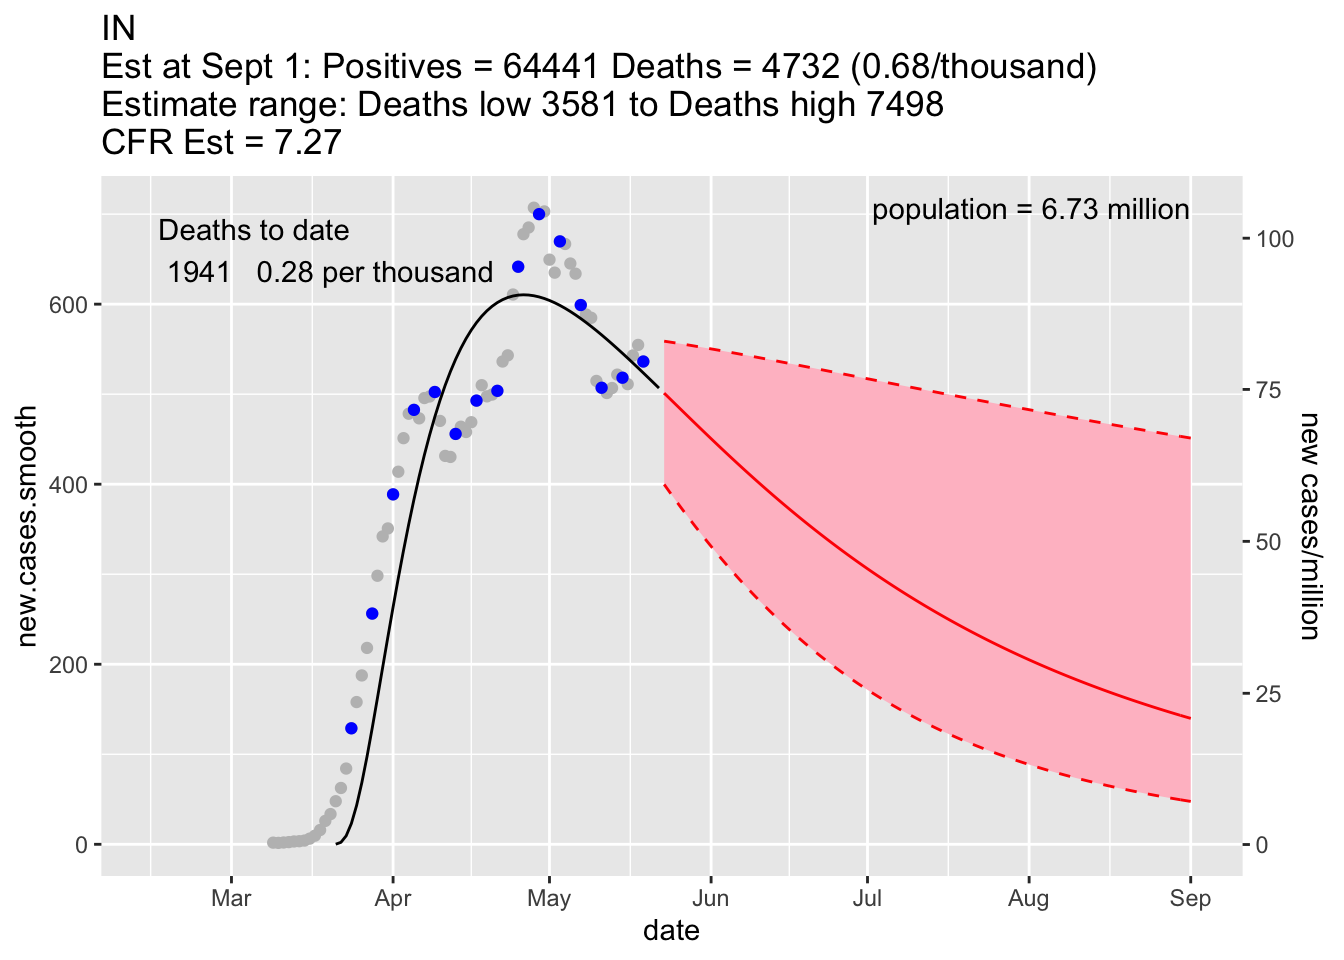 IN
Est at Sept 1: Positives = 64441 Deaths = 4732 (0.68/thousand)
Estimate range: Deaths low 3581 to Deaths high 7498
CFR Est = 7.27
population = 6.73 million
Deaths to date
1941 0.28 per thousand
new.cases.smooth
600
400
200
0
100
75
50
25
0
new cases/million
Mar Apr May Jun Jul Aug Sep
date